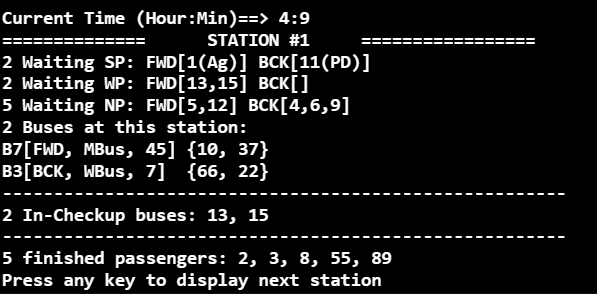 Current Time (Hour:Min)==> 4:9
============== STATION #1 =================
2 Waiting SP: FWD[1(Ag)] BCK[11(PD)]
2 Waiting WP: FWD[13,15] BCK[]
5 Waiting NP: FWD[5,12] BCK[4,6,9]
2 Buses at this station:
B7[FWD, MBus, 45] {10, 37}
B3[BCK, WBus, 7] {66, 22}
-------------------------------------------------------
2 In-Checkup buses: 13, 15
-------------------------------------------------------
5 finished passengers: 2, 3, 8, 55, 89
Press any key to display next station